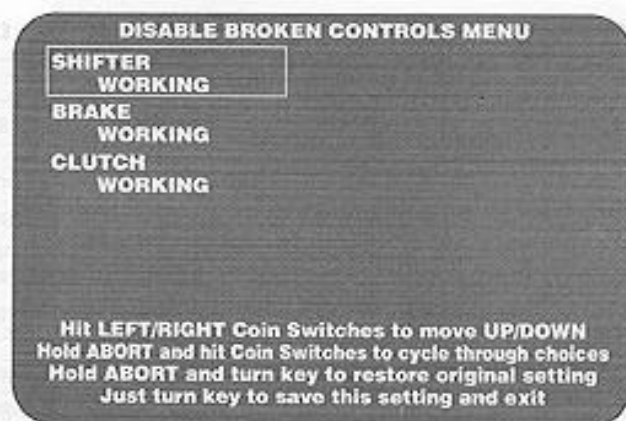 DISABLE BROKEN CONTROLS MENU
SHIFTER
WORKING
BRAKE
WORKING
CLUTCH
WORKING
Hit LEFT/RIGHT Coin Switches to move UP/DOWN
Hold ABORT and hit Coin Switches to cycle through choices
Hold ABORT and turn key to restore original setting
Just turn key to save this setting and exit